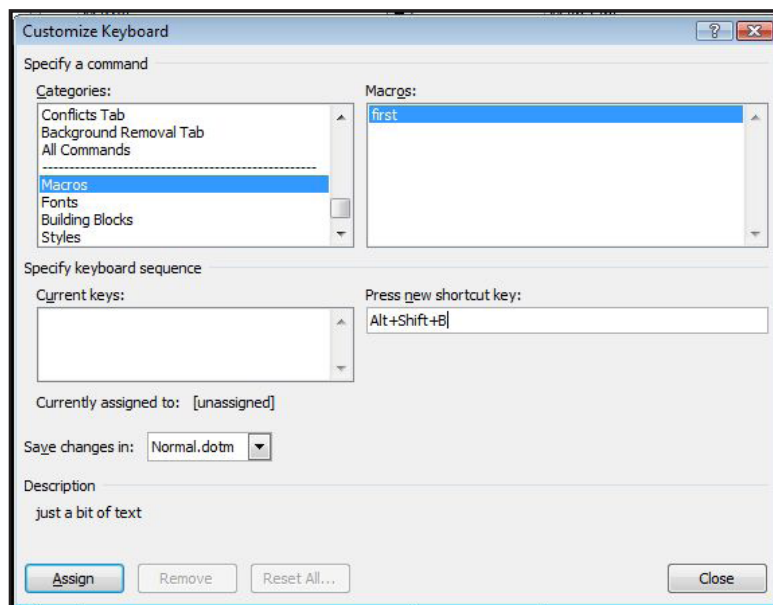 Customize Keyboard
Specify a command
Categories:
Conflicts Tab
Background Removal Tab
All Commands
Macros
Fonts
Building Blocks
Styles
Macros:
first
Specify keyboard sequence
Current keys:
Press new shortcut key:
Alt+Shift+B
Currently assigned to: [unassigned]
Save changes in: Normal.dotm
Description
just a bit of text
Assign Remove Reset All... Close